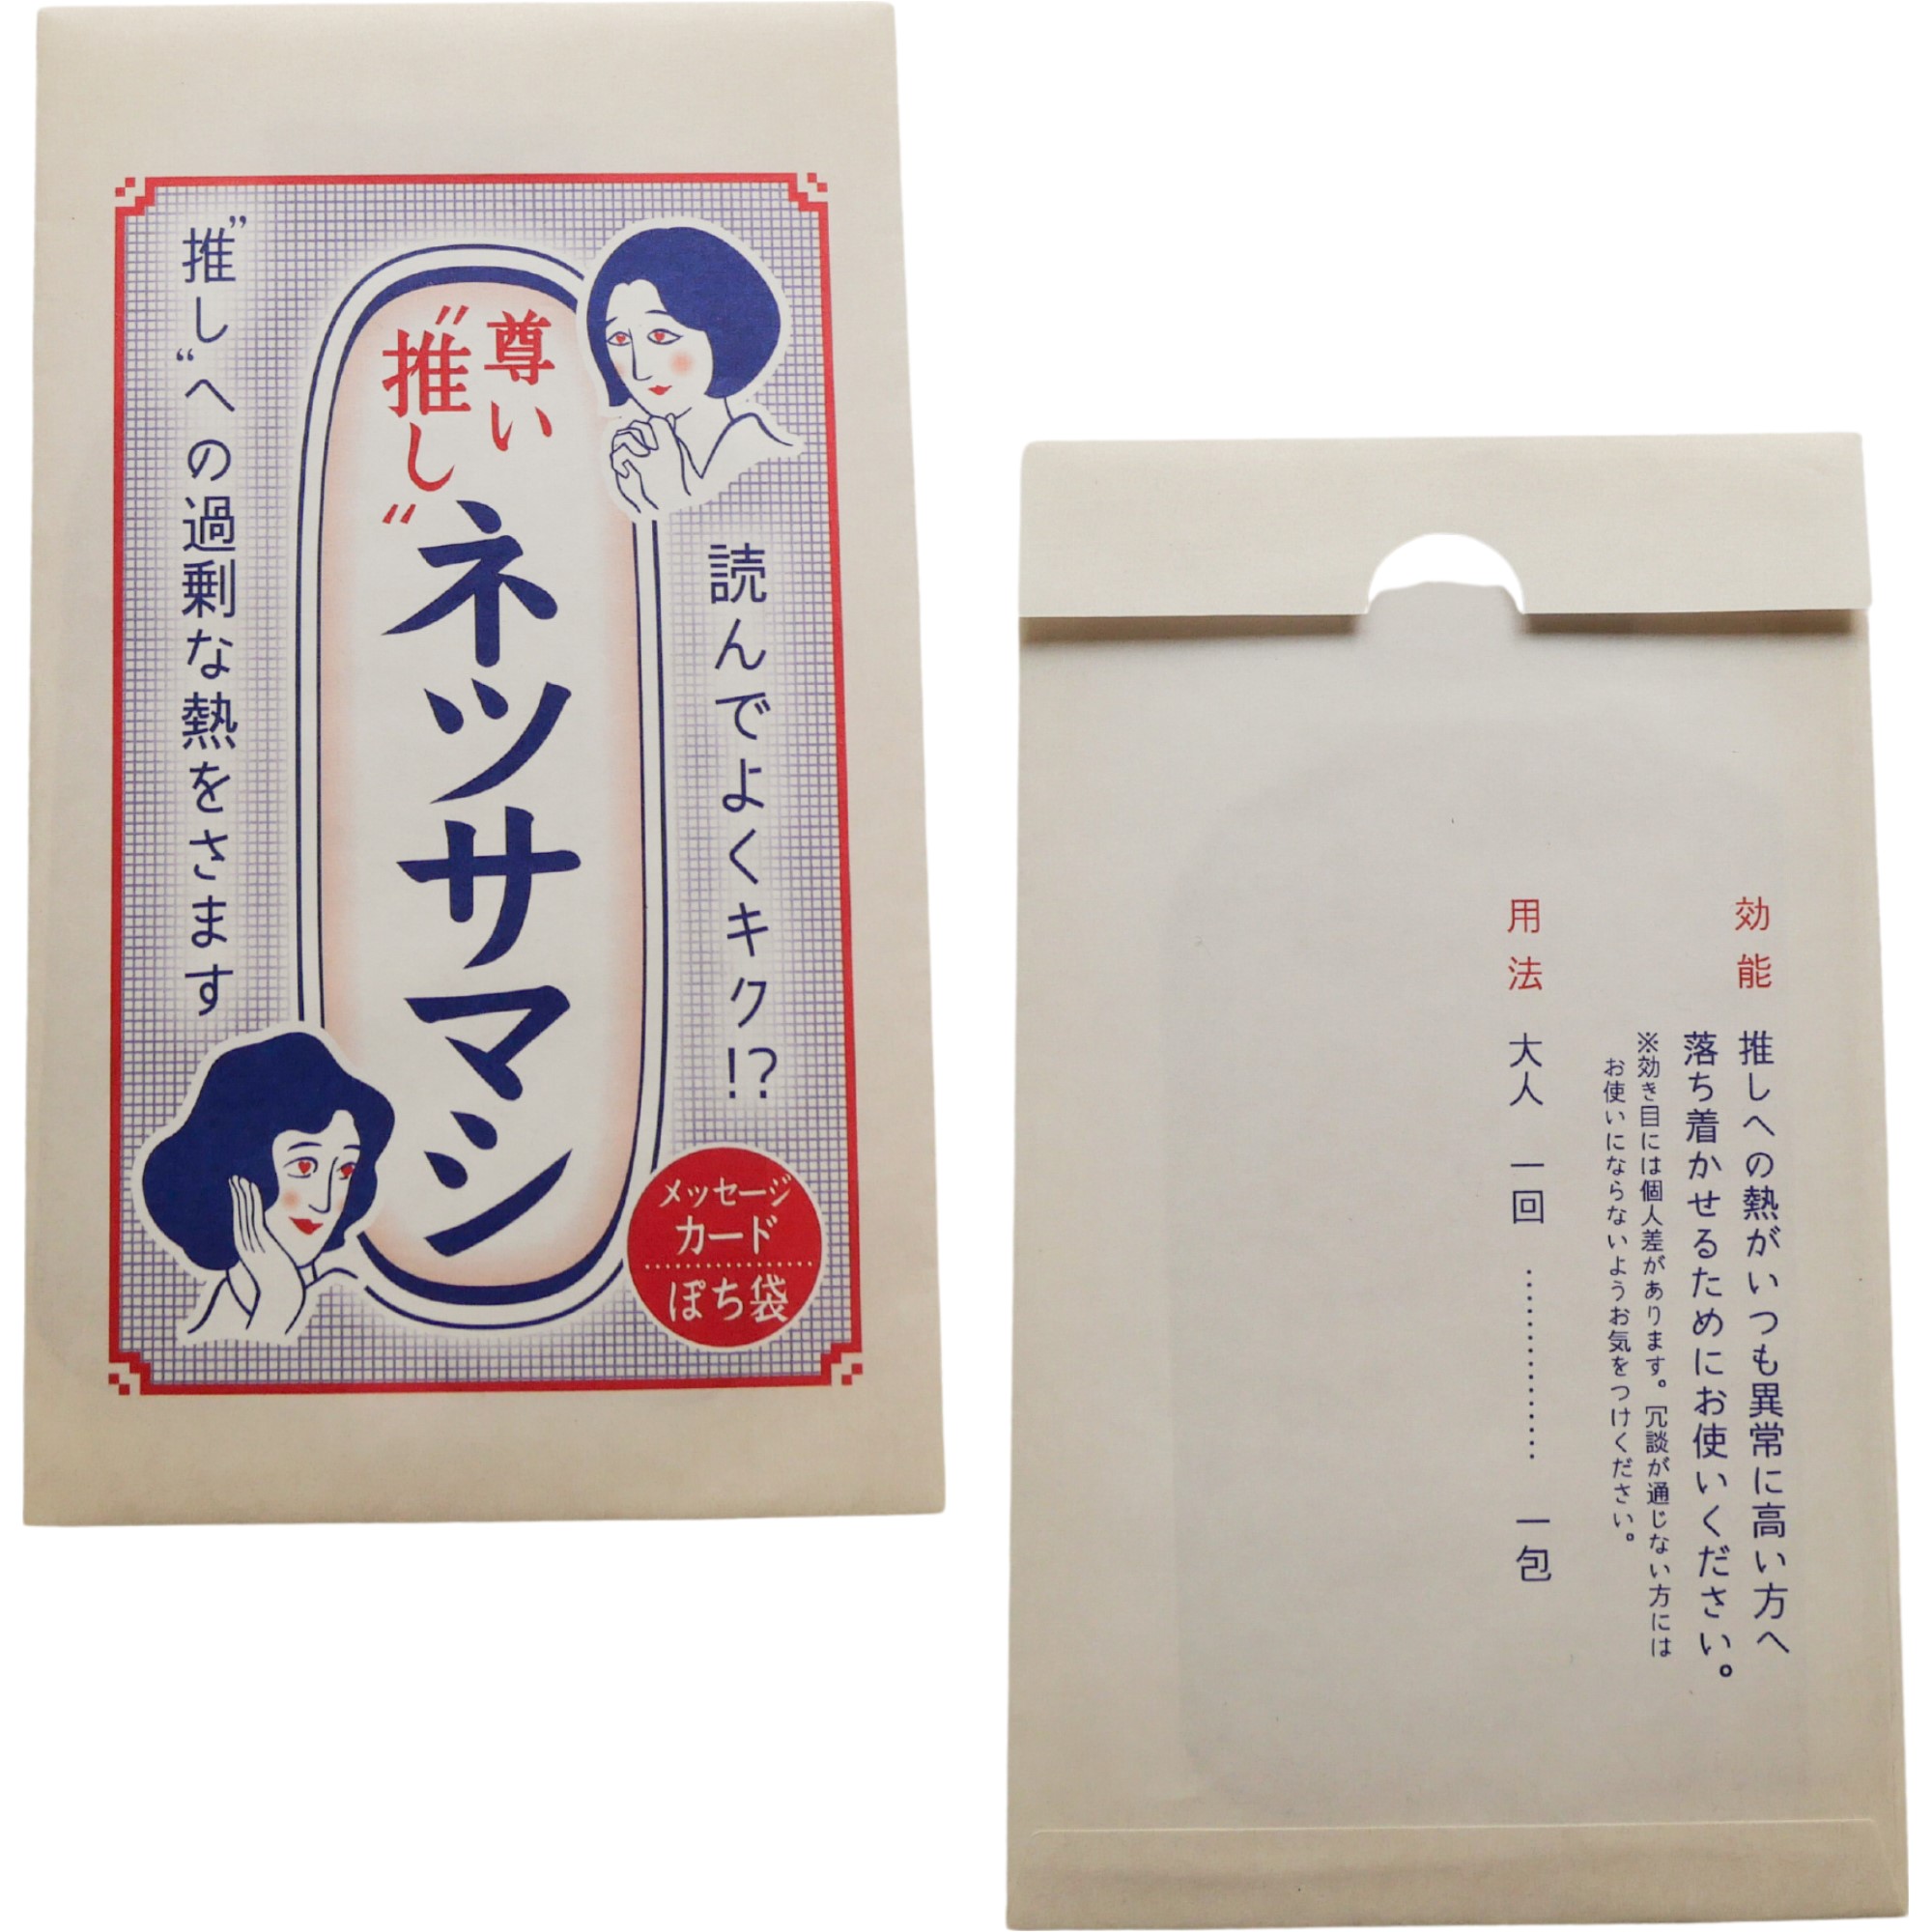 読んでよくキク!?
尊い
“推し”
ネツサマシ
“推し”への過剰な熱をさます
メッセージ
カード
ぽち袋
効能
推しへの熱がいつも異常に高い方へ
落ち着かせるためにお使いください。
※効き目には個人差があります。冗談が通じない方には
お使いにならないようお気をつけください。
用法 大人 一回 …………… 一包